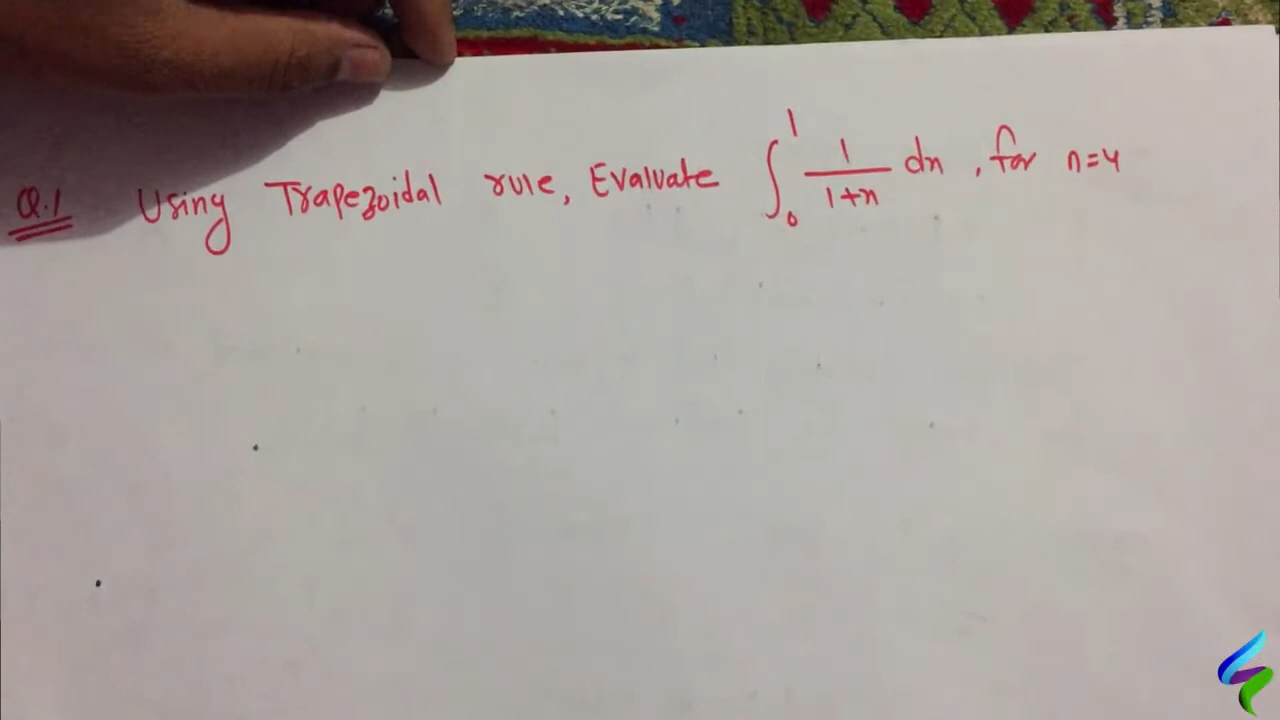 Q.1 Using Trapezoidal rule, Evaluate ∫₀¹ 1/(1+x) dx, for n=4